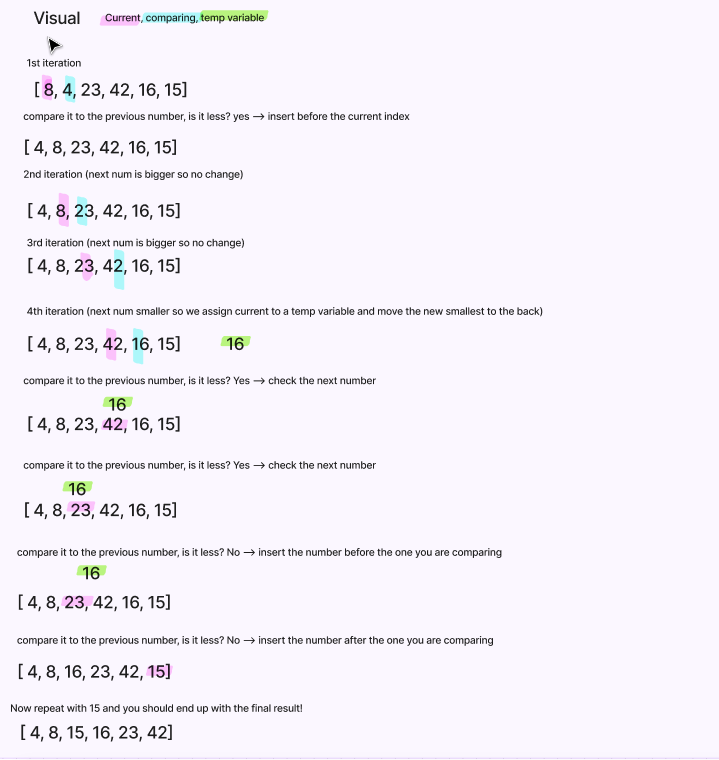 Visual
Current, comparing, temp variable
1st iteration
[ 8, 4, 23, 42, 16, 15]
compare it to the previous number, is it less? yes → insert before the current index
[ 4, 8, 23, 42, 16, 15]
2nd iteration (next num is bigger so no change)
[ 4, 8, 23, 42, 16, 15]
3rd iteration (next num is bigger so no change)
[ 4, 8, 23, 42, 16, 15]
4th iteration (next num smaller so we assign current to a temp variable and move the new smallest to the back)
[ 4, 8, 23, 42, 16, 15] 16
compare it to the previous number, is it less? Yes → check the next number
16
[ 4, 8, 23, 42, 16, 15]
compare it to the previous number, is it less? Yes → check the next number
16
[ 4, 8, 23, 42, 16, 15]
compare it to the previous number, is it less? No → insert the number before the one you are comparing
16
[ 4, 8, 23, 42, 16, 15]
compare it to the previous number, is it less? No → insert the number after the one you are comparing
[ 4, 8, 16, 23, 42, 15]
Now repeat with 15 and you should end up with the final result!
[ 4, 8, 15, 16, 23, 42]